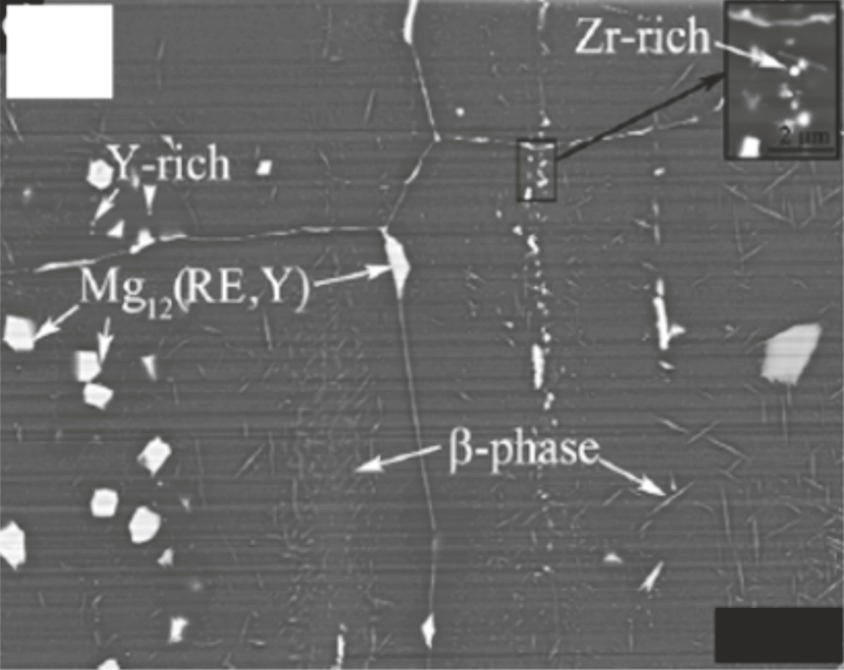 Zr-rich
2 μm
Y-rich
Mg₁₂(RE,Y)
β-phase